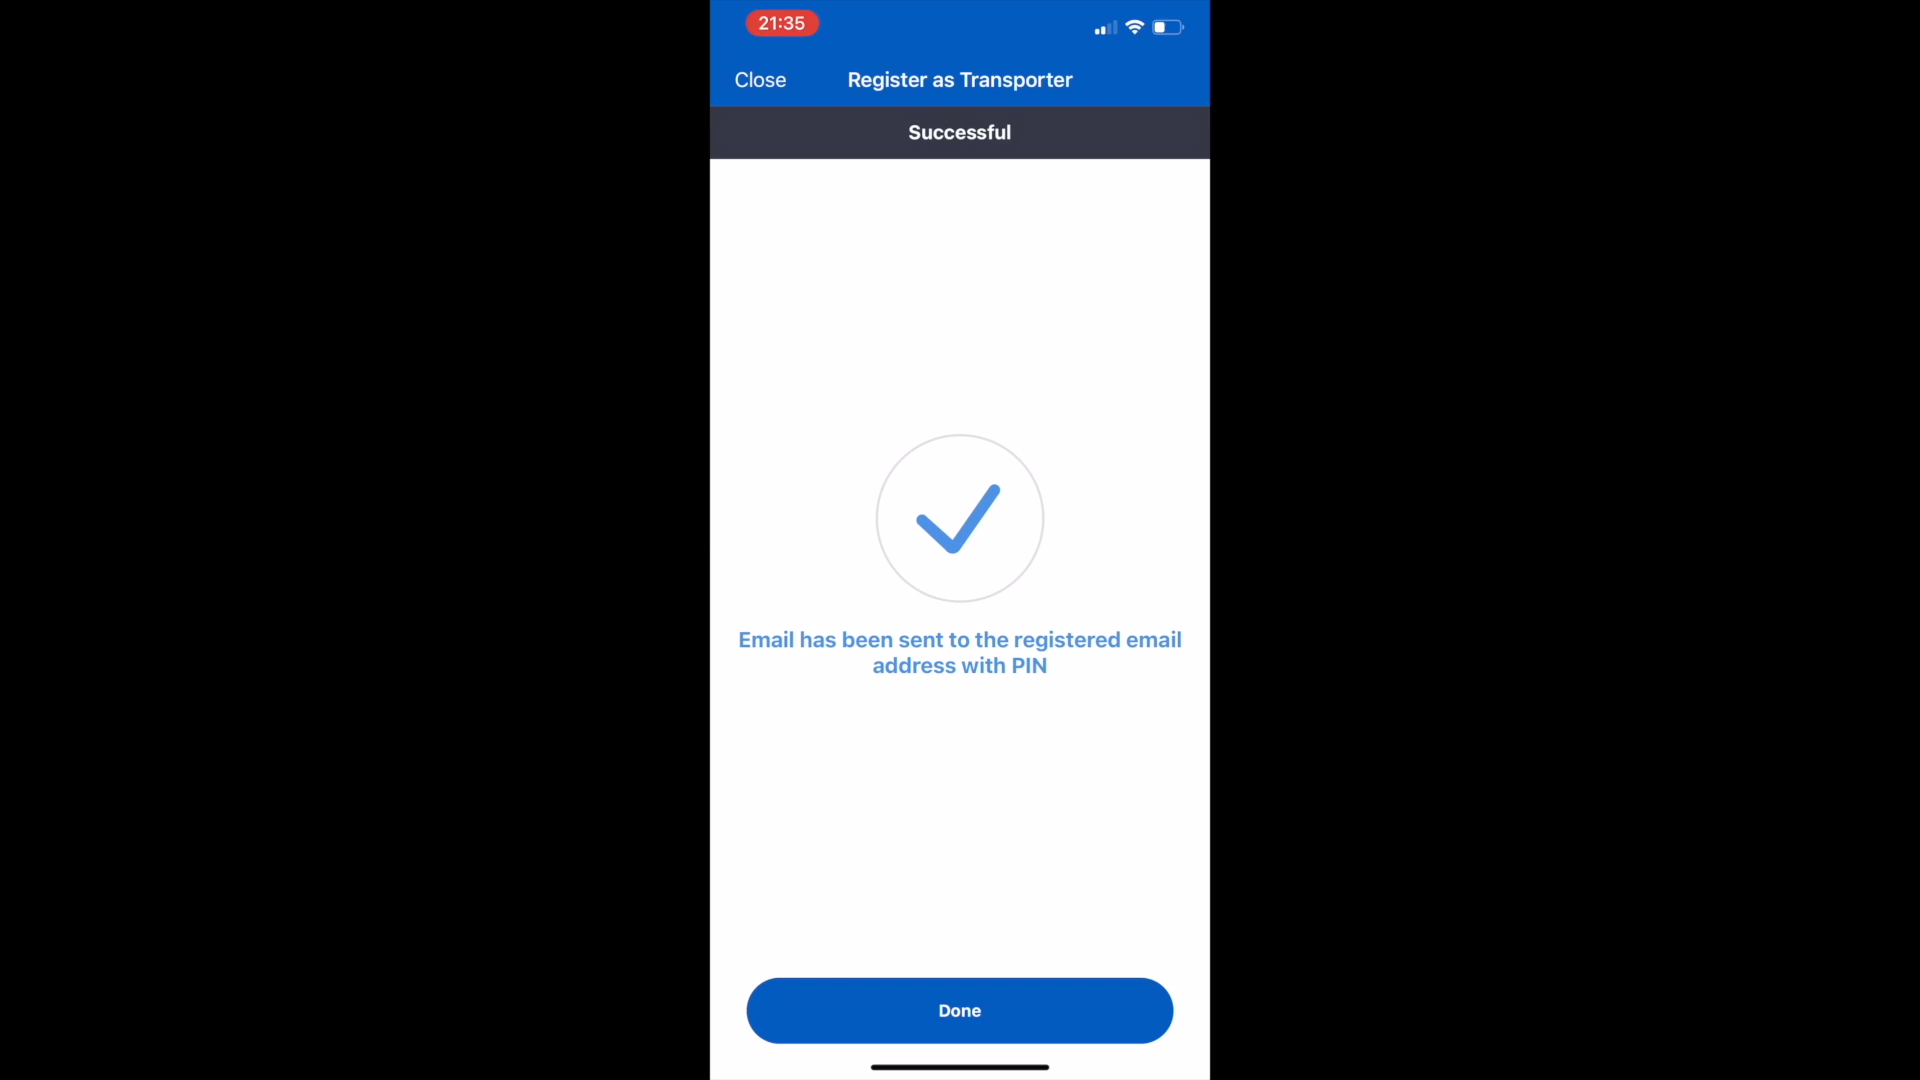 21:35
Close
Register as Transporter
Successful
Email has been sent to the registered email
address with PIN
Done